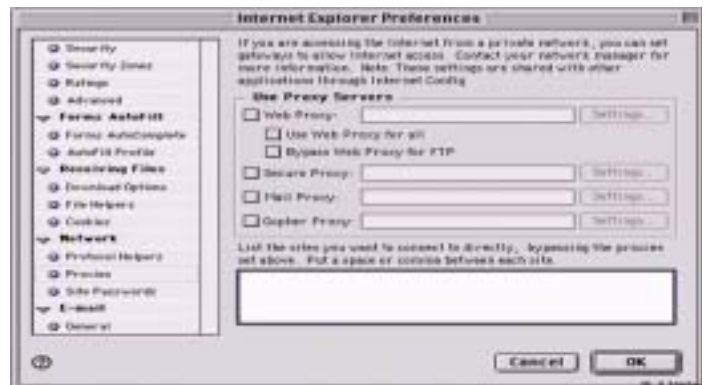 Internet Explorer Preferences
Security
Security Zones
Ratings
Advanced
Forms AutoFill
Forms AutoComplete
AutoFill Profile
Receiving Files
Download Options
File Helpers
Cookies
Network
Protocol Helpers
Proxies
Site Passwords
E-mail
General
If you are accessing the Internet from a private network, you can set
gateways to allow Internet access. Contact your network manager for
more information. Note: These settings are shared with other
applications through Internet Config
Use Proxy Servers
Web Proxy:
Settings...
Use Web Proxy for all
Bypass Web Proxy for FTP
Secure Proxy:
Settings...
Mail Proxy:
Settings...
Gopher Proxy:
Settings...
List the sites you want to connect to directly, bypassing the proxies
set above. Put a space or comma between each site.
?
Cancel
OK